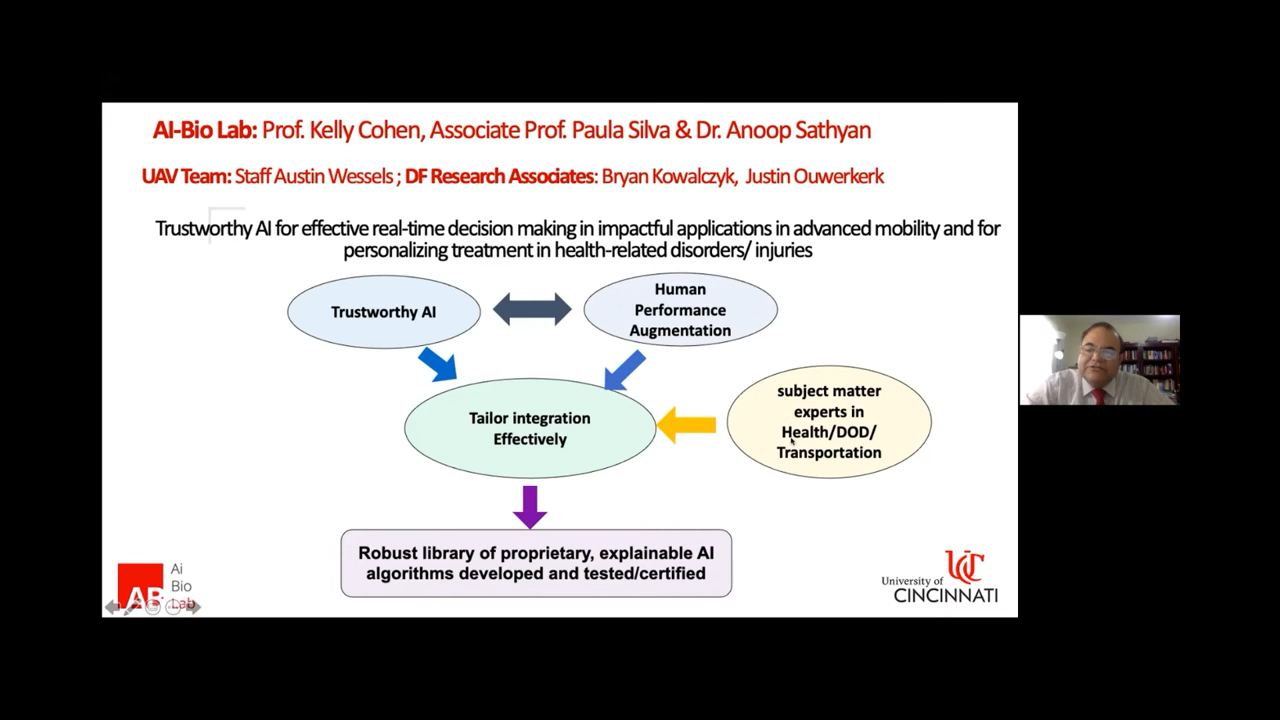 AI-Bio Lab: Prof. Kelly Cohen, Associate Prof. Paula Silva & Dr. Anoop Sathyan
UAV Team: Staff Austin Wessels ; DF Research Associates: Bryan Kowalczyk, Justin Ouwerkerk
Trustworthy AI for effective real-time decision making in impactful applications in advanced mobility and for
personalizing treatment in health-related disorders/ injuries
Trustworthy AI
Human
Performance
Augmentation
Tailor integration
Effectively
subject matter
experts in
Health/DOD/
Transportation
Robust library of proprietary, explainable AI
algorithms developed and tested/certified
AB
Ai
Bio
Lab
UC
University of
CINCINNATI